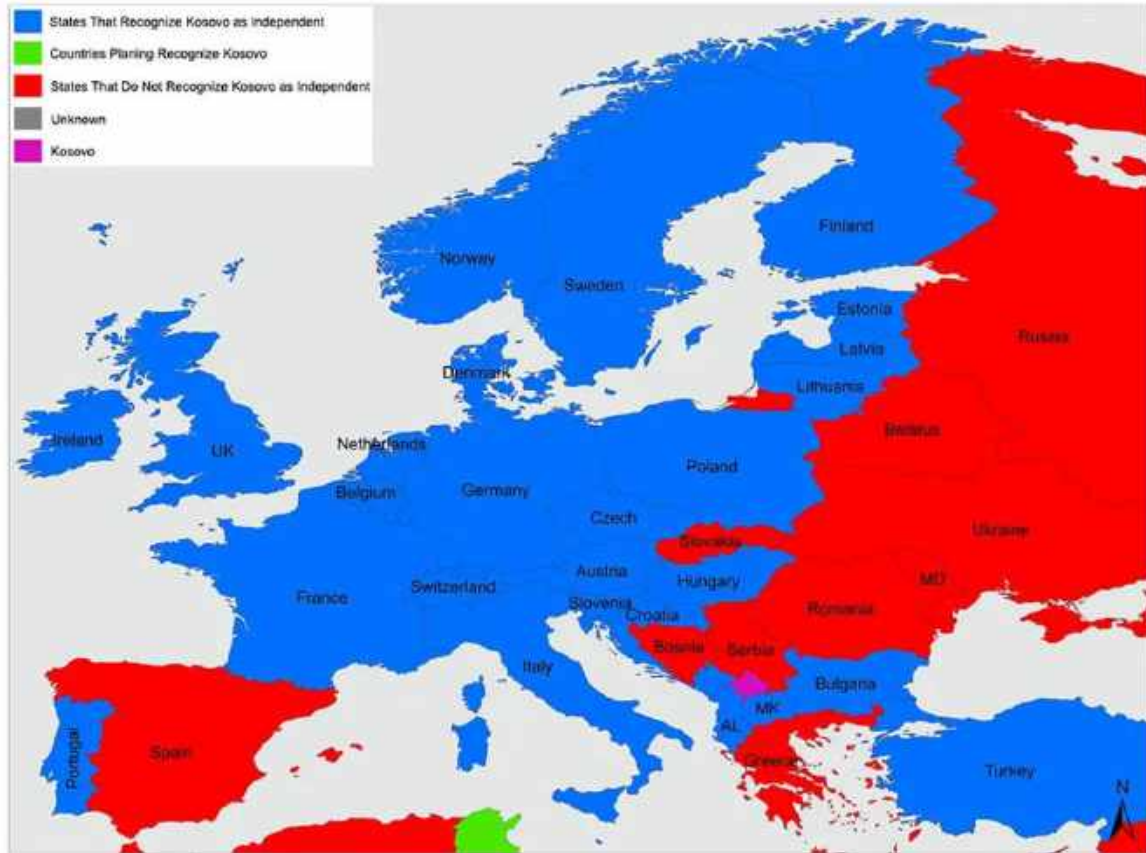 States That Recognize Kosovo as Independent
Countries Planing Recognize Kosovo
States That Do Not Recognize Kosovo as Independent
Unknown
Kosovo
Finland
Norway
Sweden
Estonia
Russia
Latvia
Denmark
Lithuania
Ireland
UK
Netherlands
Belarus
Poland
Belgium
Germany
Czech
Ukraine
Slovakia
Austria
Hungary
MD
Switzerland
France
Slovenia
Croatia
Romania
Bosnia
Serbia
Italy
Bulgaria
MK
AL
Portugal
Spain
Greece
Turkey
N